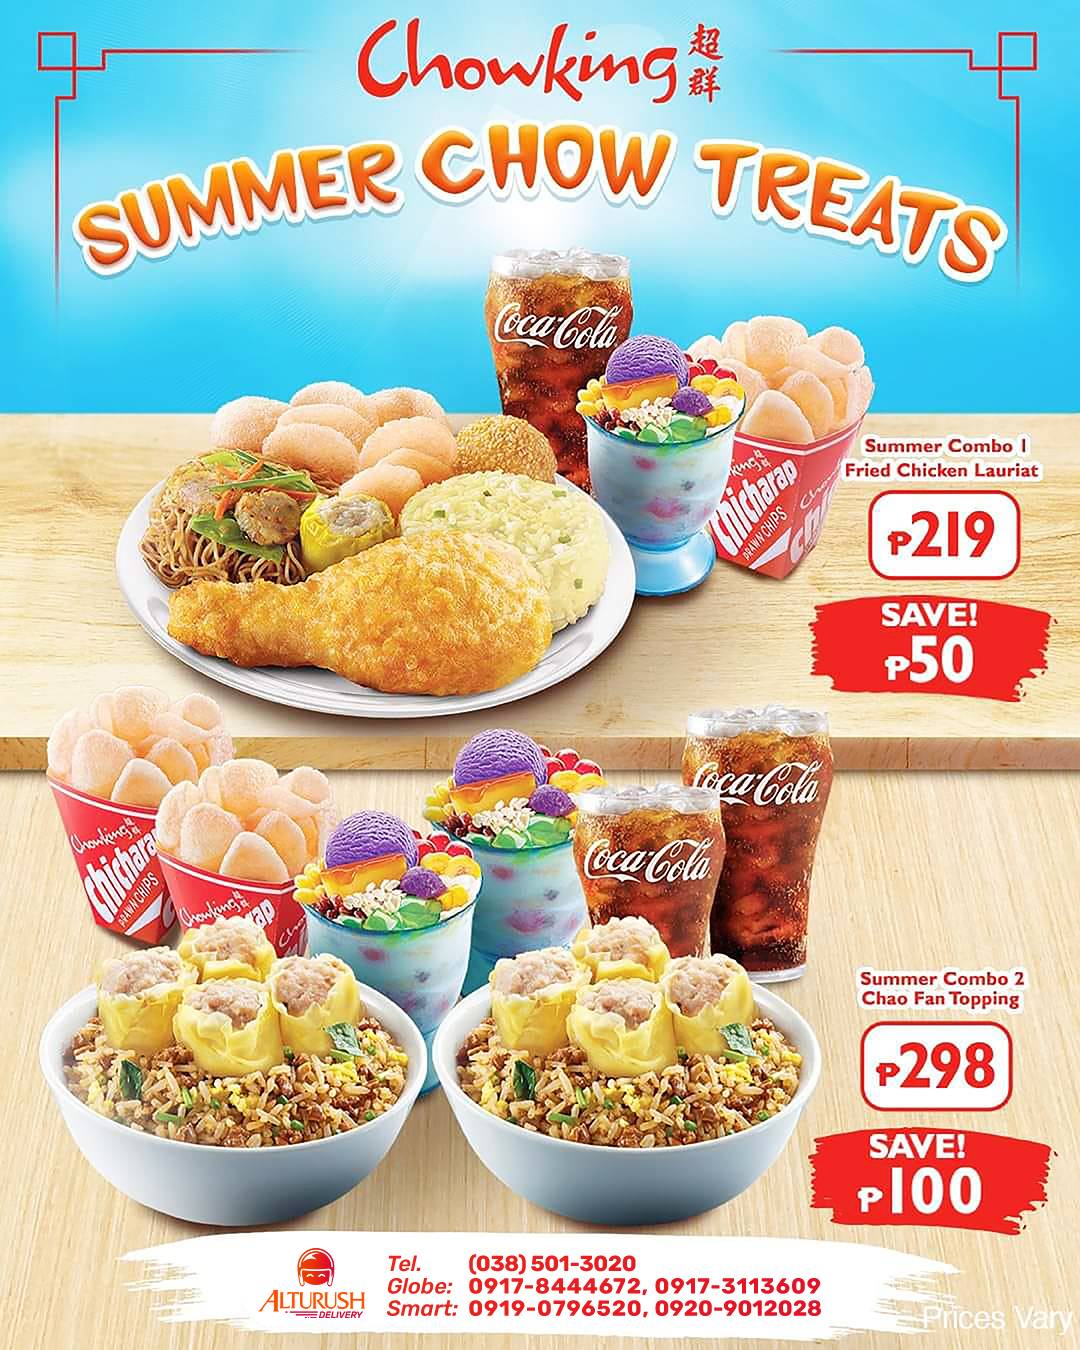 Chowking 超群
SUMMER CHOW TREATS
Coca-Cola
Chowking
Chicharap
PRAWN CHIPS
Summer Combo 1
Fried Chicken Lauriat
₱219
SAVE!
₱50
Coca-Cola
Coca-Cola
Chowking
Chicharap
PRAWN CHIPS
Chowking
Summer Combo 2
Chao Fan Topping
₱298
SAVE!
₱100
ALTURUSH
DELIVERY
Tel. (038) 501-3020
Globe: 0917-8444672, 0917-3113609
Smart: 0919-0796520, 0920-9012028
Prices Vary